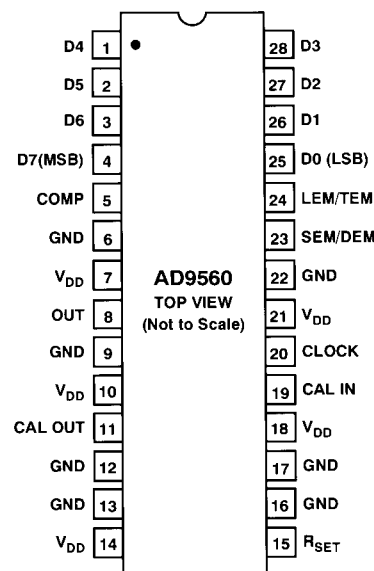 D4 1 28 D3
D5 2 27 D2
D6 3 26 D1
D7(MSB) 4 25 D0 (LSB)
COMP 5 24 LEM/TEM
GND 6 23 SEM/DEM
VDD 7 22 GND
AD9560
TOP VIEW
(Not to Scale)
OUT 8 21 VDD
GND 9 20 CLOCK
VDD 10 19 CAL IN
CAL OUT 11 18 VDD
GND 12 17 GND
GND 13 16 GND
VDD 14 15 RSET